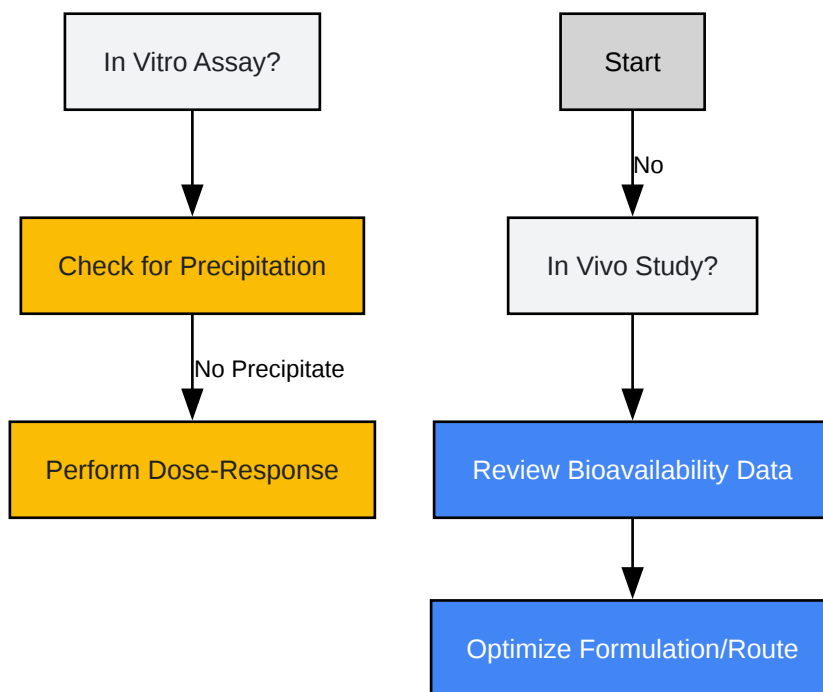 In Vitro Assay?
Start
No
Check for Precipitation
In Vivo Study?
No Precipitate
Perform Dose-Response
Review Bioavailability Data
Optimize Formulation/Route